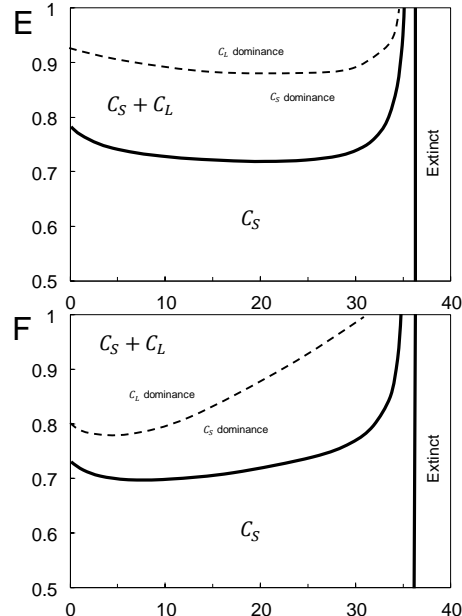 E
1
0.9
0.8
0.7
0.6
0.5
C_L dominance
C_S + C_L
C_S dominance
C_S
Extinct
0 10 20 30 40
F
1
0.9
0.8
0.7
0.6
0.5
C_S + C_L
C_L dominance
C_S dominance
C_S
Extinct
0 10 20 30 40